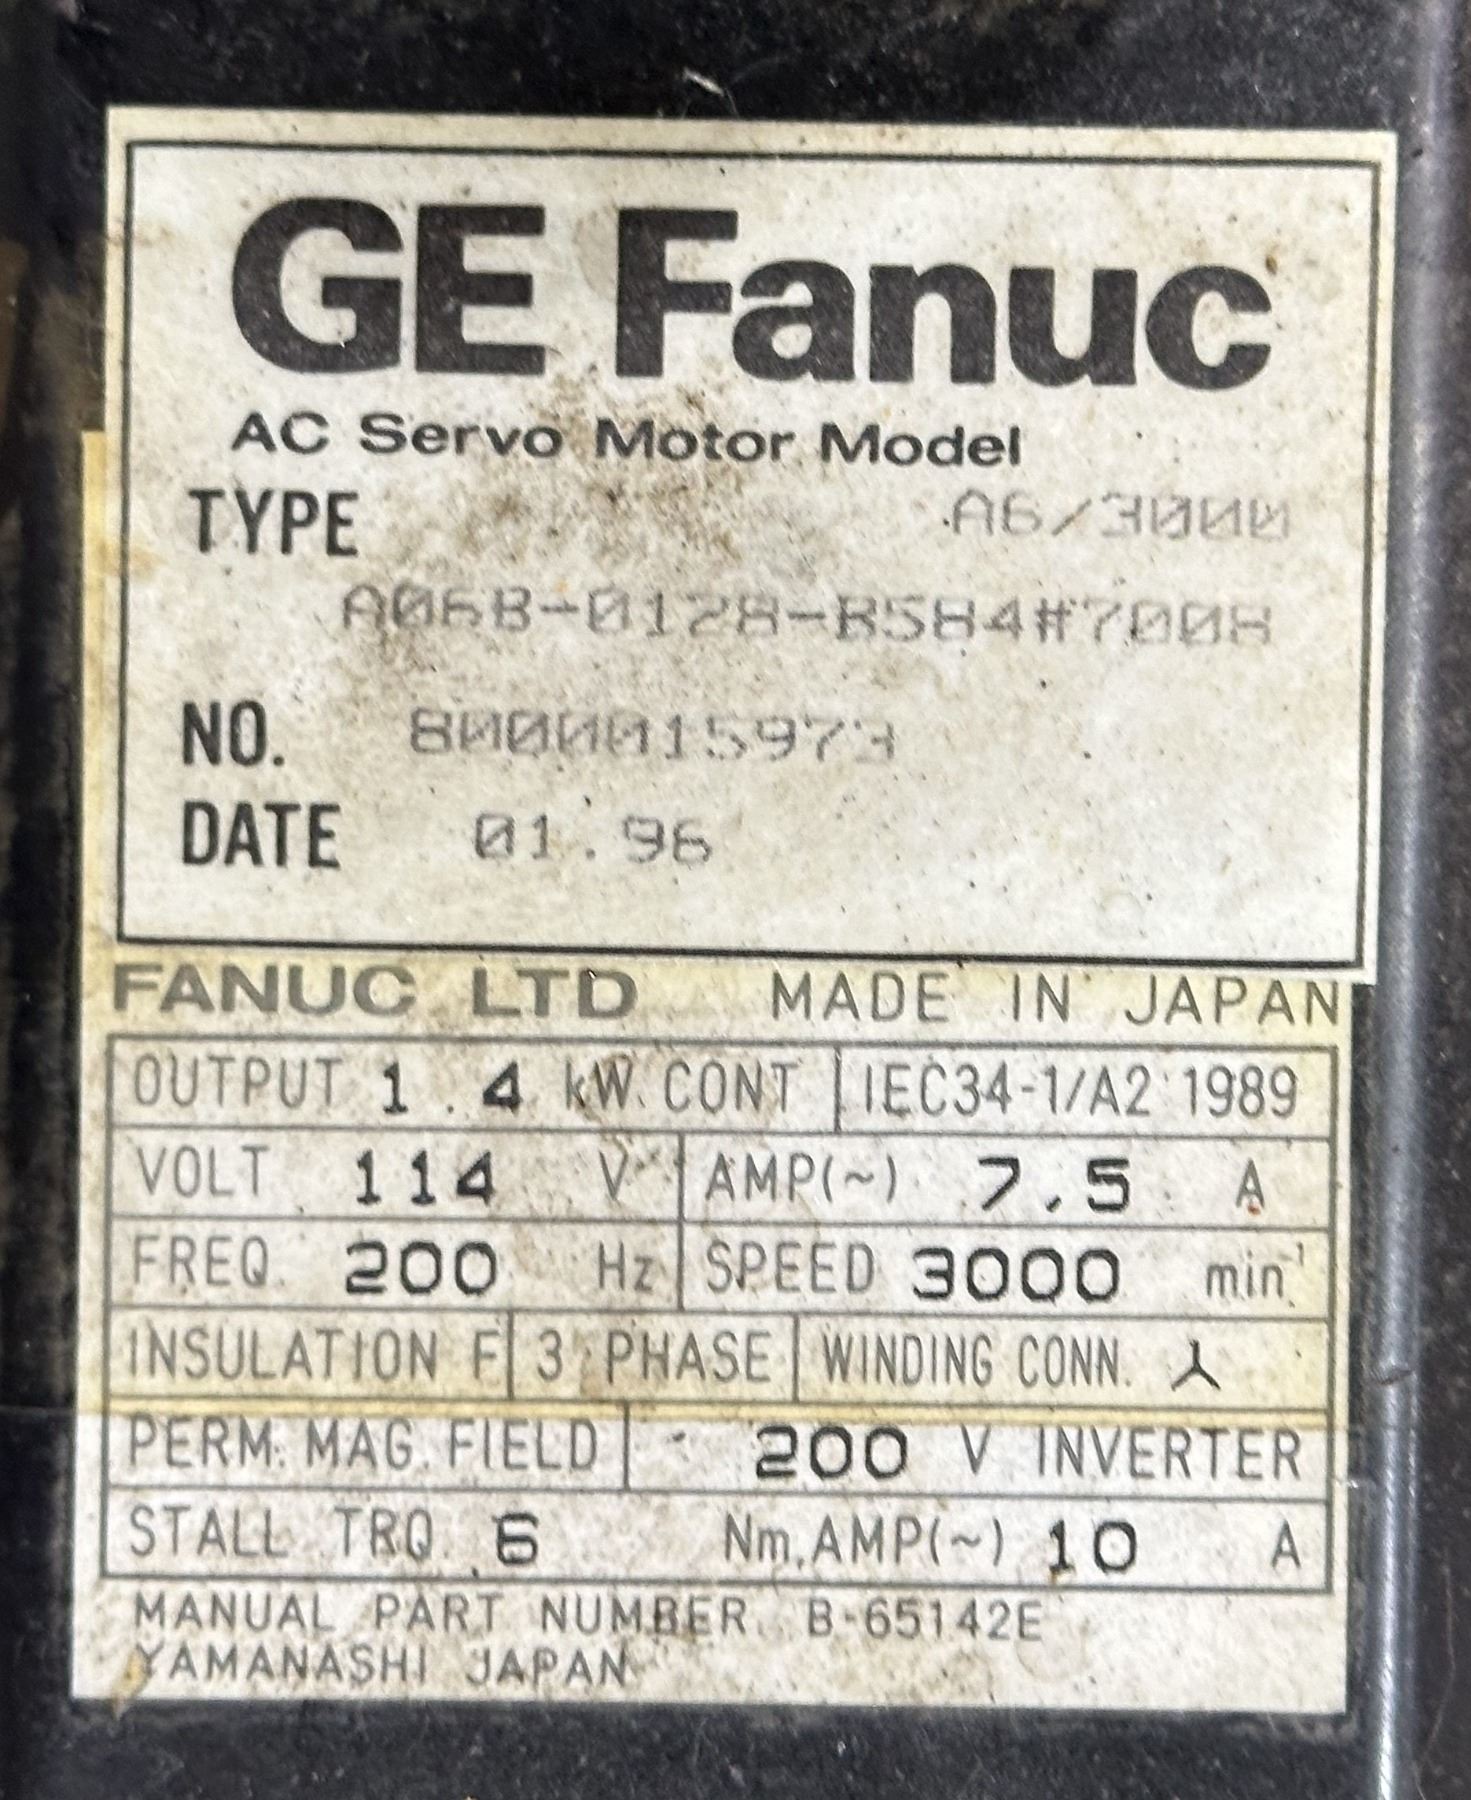 GE Fanuc
AC Servo Motor Model
TYPE A6/3000
A06B-0128-B584#7008
NO. 8000015973
DATE 01.96
FANUC LTD MADE IN JAPAN
OUTPUT 1.4 kW. CONT IEC34-1/A2 1989
VOLT 114 V AMP(~) 7.5 A
FREQ. 200 Hz SPEED 3000 min⁻¹
INSULATION F 3 PHASE WINDING CONN. 人
PERM. MAG. FIELD 200 V INVERTER
STALL TRQ. 6 Nm. AMP(~) 10 A
MANUAL PART NUMBER. B-65142E
YAMANASHI JAPAN